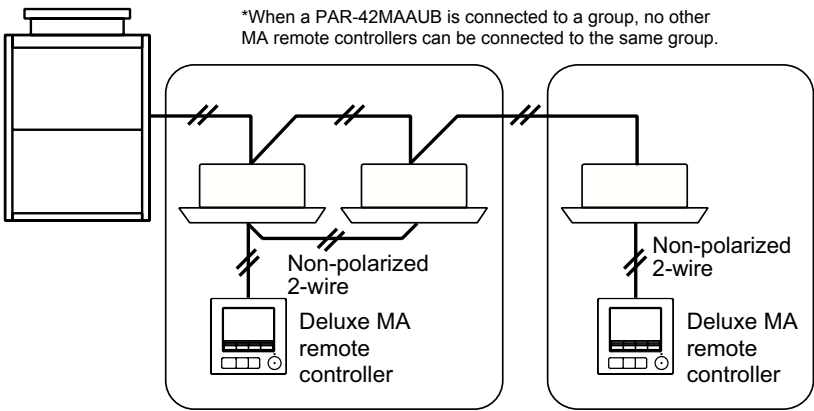 *When a PAR-42MAAUB is connected to a group, no other
MA remote controllers can be connected to the same group.
Non-polarized
2-wire
Deluxe MA
remote
controller
Non-polarized
2-wire
Deluxe MA
remote
controller